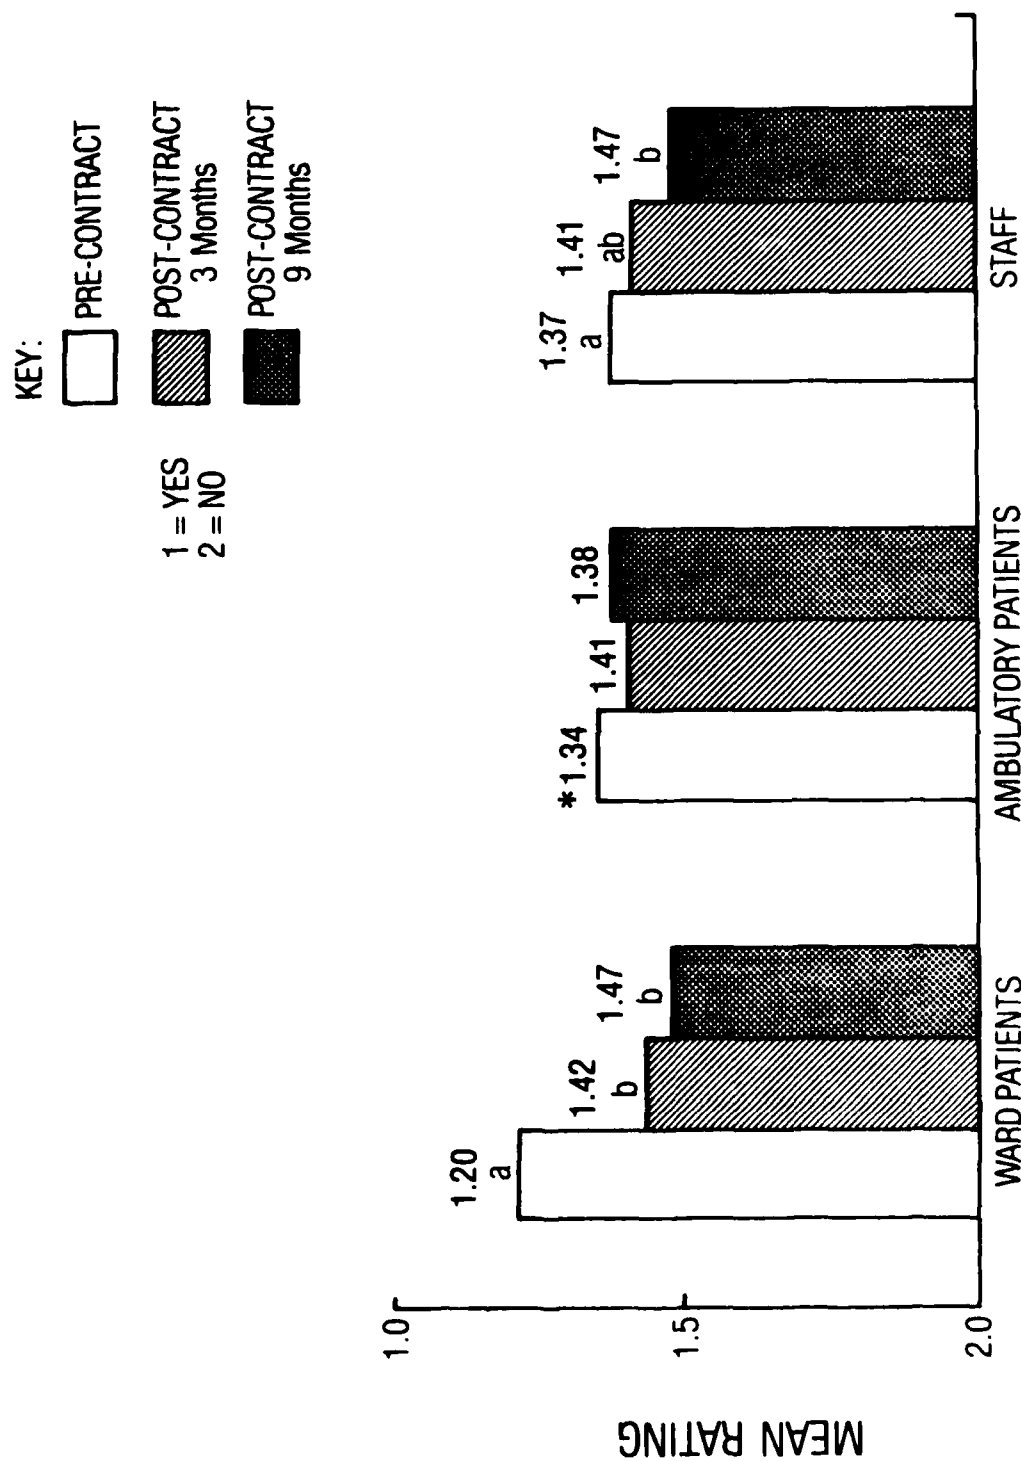 KEY:
PRE-CONTRACT
POST-CONTRACT
3 Months
POST-CONTRACT
9 Months
1 = YES
2 = NO
MEAN RATING
1.0
1.5
2.0
1.20
a
1.42
b
1.47
b
*1.34
1.41
1.38
1.37
a
1.41
ab
1.47
b
WARD PATIENTS
AMBULATORY PATIENTS
STAFF